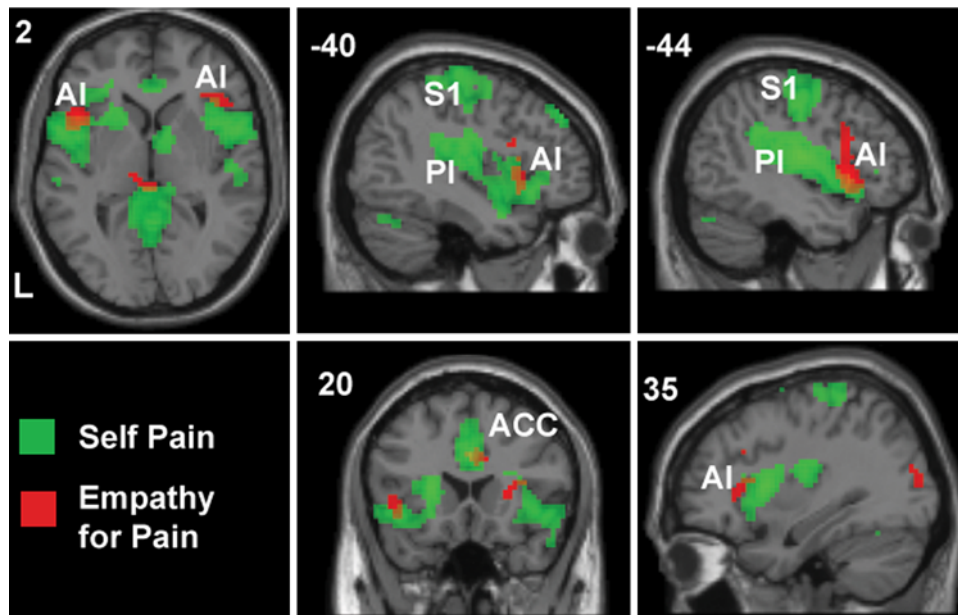 2
AI
AI
L
-40
S1
PI
AI
-44
S1
PI
AI
Self Pain
Empathy
for Pain
20
ACC
35
AI